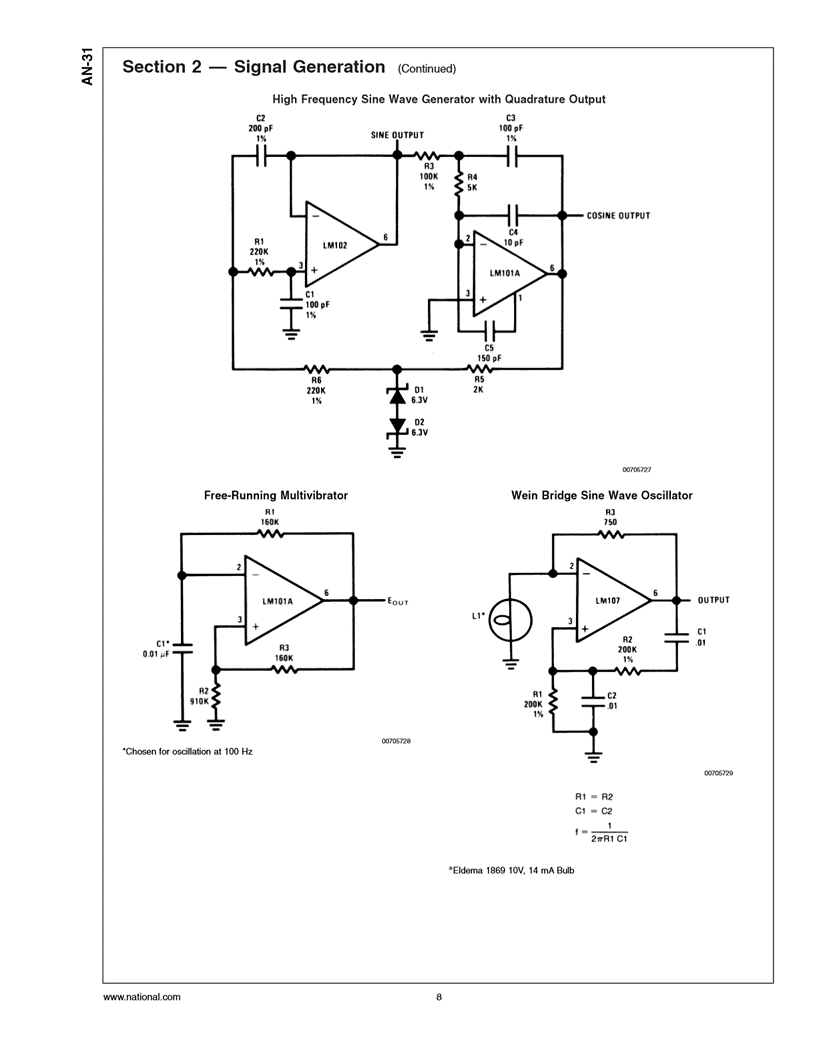 AN-31
Section 2 — Signal Generation (Continued)
High Frequency Sine Wave Generator with Quadrature Output
C2
200 pF
1%
SINE OUTPUT
C3
100 pF
1%
R3
100K
1%
R4
5K
COSINE OUTPUT
C4
10 pF
R1
220K
1%
LM102
6
3
C1
100 pF
1%
2
LM101A
6
3
1
C5
150 pF
R6
220K
1%
R5
2K
D1
6.3V
D2
6.3V
00705727
Free-Running Multivibrator
R1
160K
2
LM101A
6
EOUT
3
C1*
0.01 μF
R3
160K
R2
910K
00705728
*Chosen for oscillation at 100 Hz
Wein Bridge Sine Wave Oscillator
R3
750
2
LM107
6
OUTPUT
L1*
3
C1
.01
R2
200K
1%
R1
200K
1%
C2
.01
00705729
R1 = R2
C1 = C2
f = 1
2πR1 C1
*Eldema 1869 10V, 14 mA Bulb
www.national.com
8